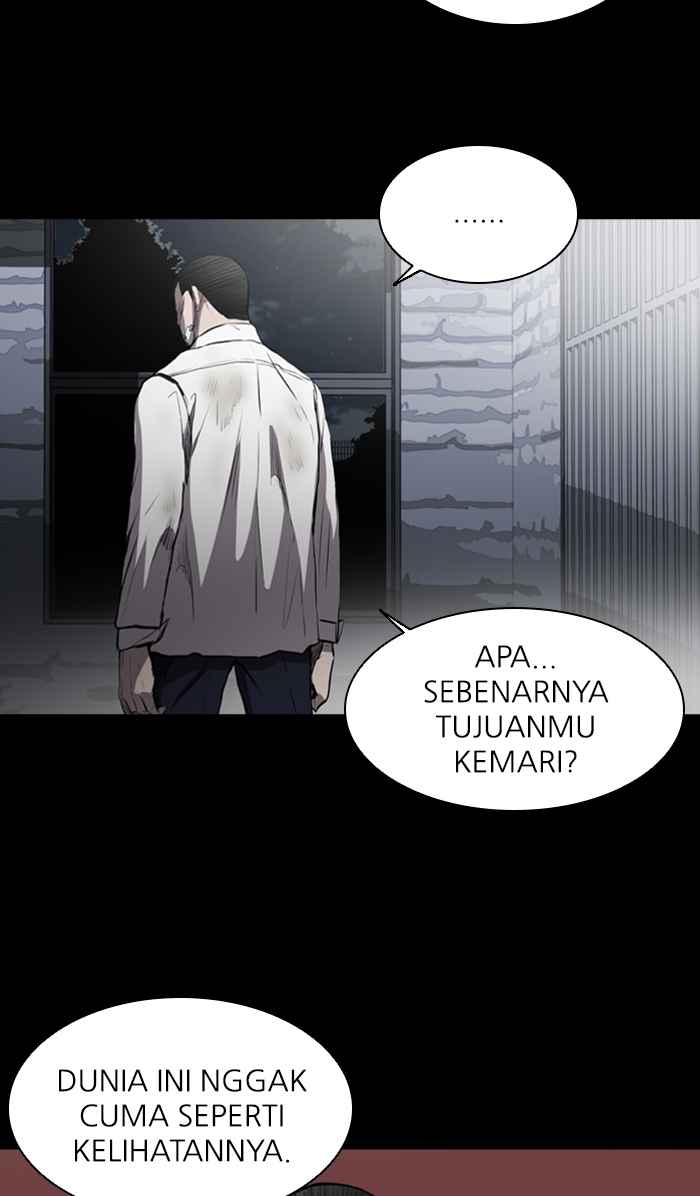 ......
APA...
SEBENARNYA
TUJUANMU
KEMARI?
DUNIA INI NGGAK
CUMA SEPERTI
KELIHATANNYA.